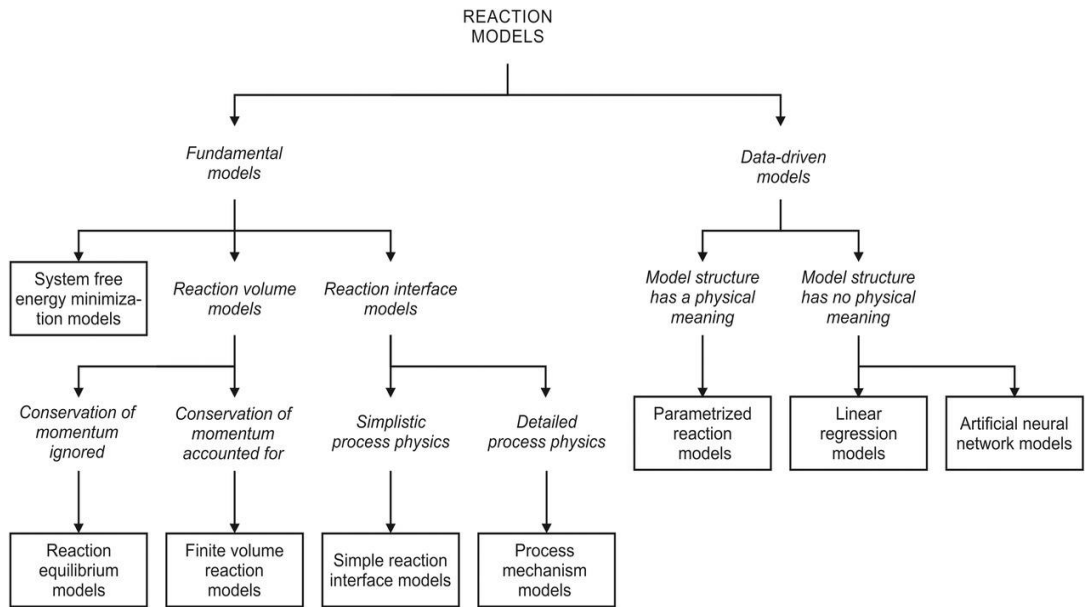 REACTION
MODELS
Fundamental
models
Data-driven
models
System free
energy minimiza-
tion models
Reaction volume
models
Reaction interface
models
Model structure
has a physical
meaning
Model structure
has no physical
meaning
Conservation of
momentum
ignored
Conservation of
momentum
accounted for
Simplistic
process physics
Detailed
process physics
Parametrized
reaction
models
Linear
regression
models
Artificial neural
network models
Reaction
equilibrium
models
Finite volume
reaction
models
Simple reaction
interface models
Process
mechanism
models